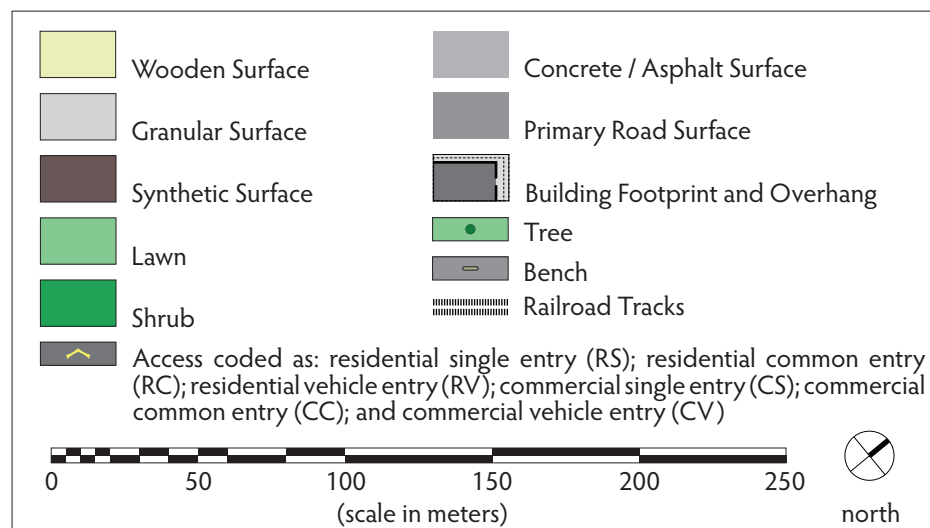 Wooden Surface
Granular Surface
Synthetic Surface
Lawn
Shrub
Concrete / Asphalt Surface
Primary Road Surface
Building Footprint and Overhang
Tree
Bench
Railroad Tracks
Access coded as: residential single entry (RS); residential common entry
(RC); residential vehicle entry (RV); commercial single entry (CS); commercial
common entry (CC); and commercial vehicle entry (CV)
0 50 100 150 200 250
(scale in meters)
north